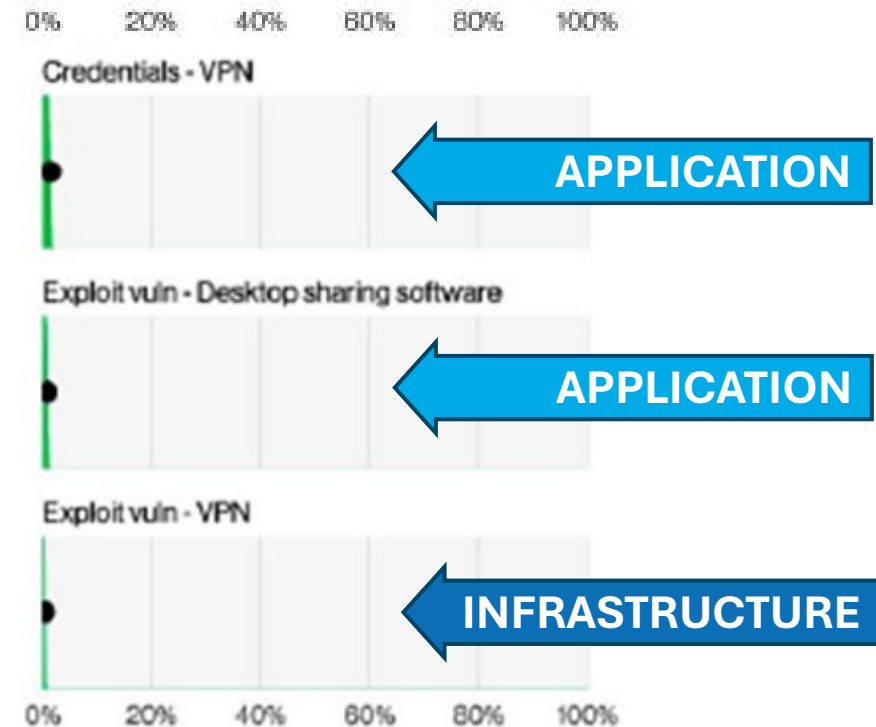 0% 20% 40% 60% 80% 100%
Credentials - VPN
APPLICATION
Exploit vuln - Desktop sharing software
APPLICATION
Exploit vuln - VPN
INFRASTRUCTURE
0% 20% 40% 60% 80% 100%